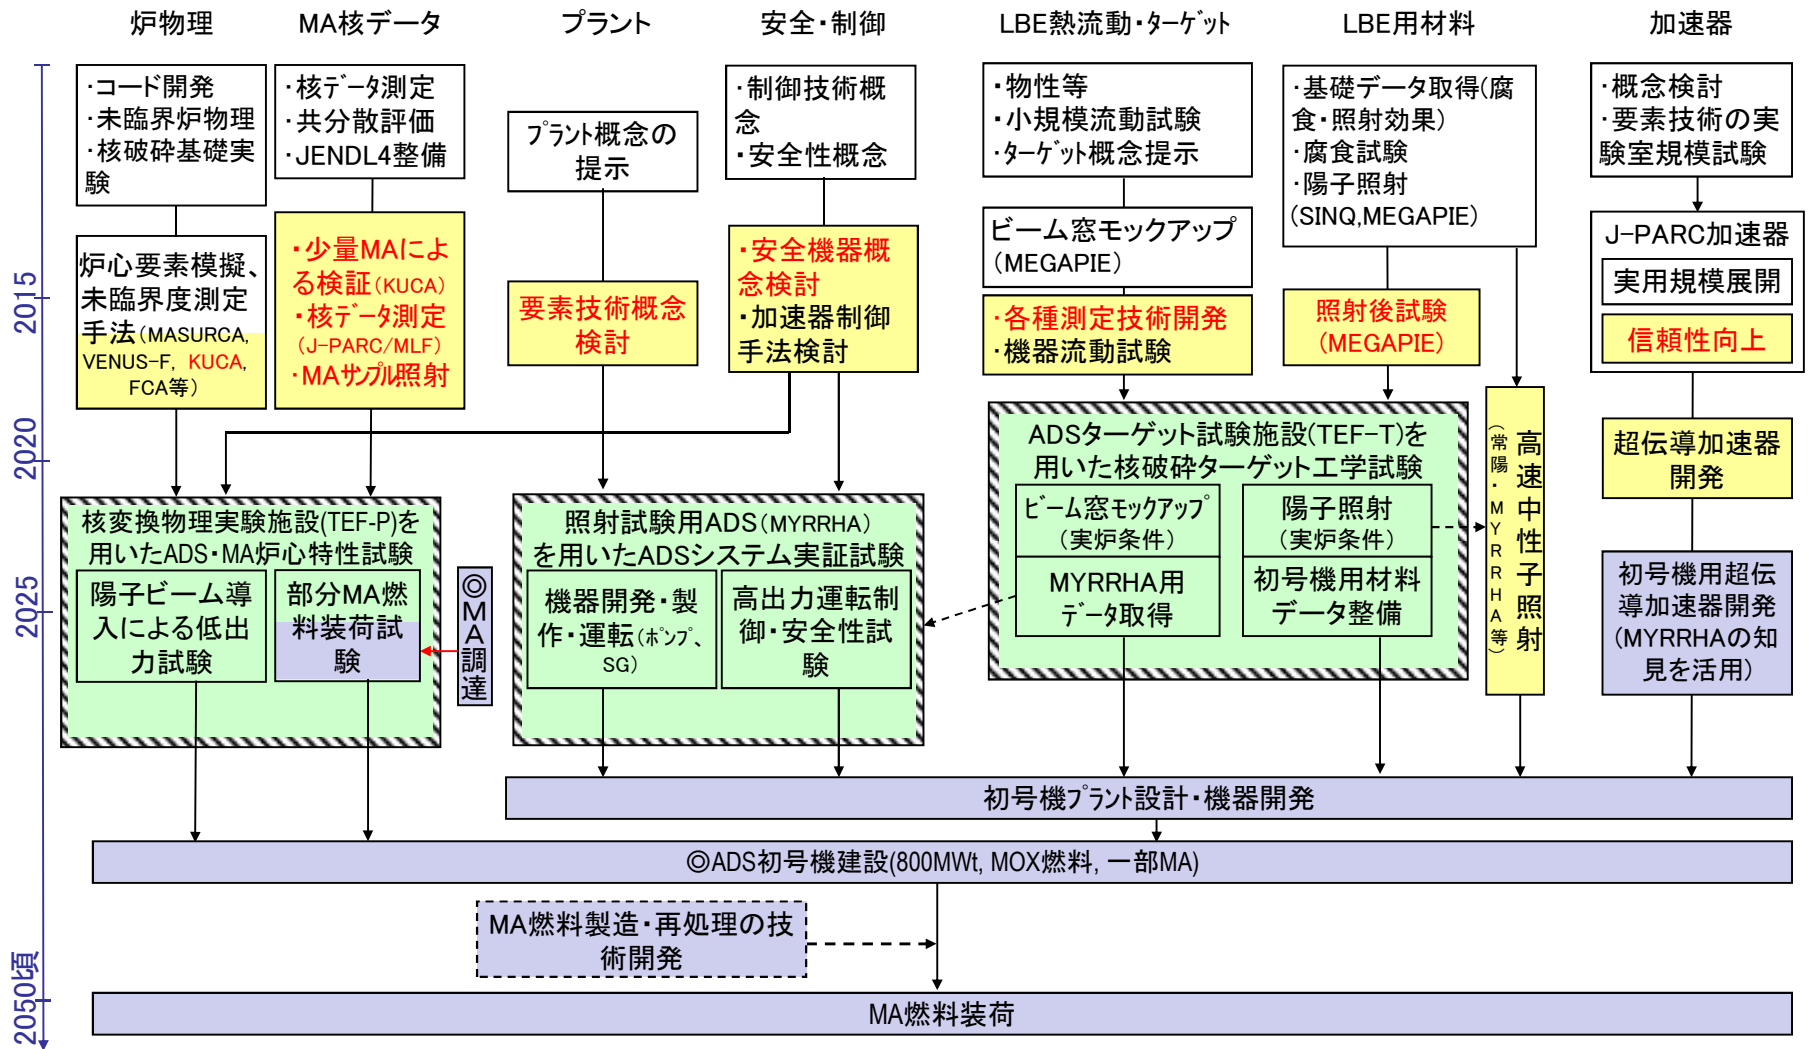 炉物理
MA核データ
プラント
安全・制御
LBE熱流動・ターゲット
LBE用材料
加速器
2015
2020
2025
2050頃
・コード開発
・未臨界炉物理
・核破砕基礎実
験
・核データ測定
・共分散評価
・JENDL4整備
プラント概念の
提示
・制御技術概
念
・安全性概念
・物性等
・小規模流動試験
・ターゲット概念提示
・基礎データ取得(腐
食・照射効果)
・腐食試験
・陽子照射
(SINQ,MEGAPIE)
・概念検討
・要素技術の実
験室規模試験
炉心要素模擬、
未臨界度測定
手法(MASURCA,
VENUS-F, KUCA,
FCA等)
・少量MAによ
る検証(KUCA)
・核データ測定
(J-PARC/MLF)
・MAサンプル照射
要素技術概念
検討
・安全機器概
念検討
・加速器制御
手法検討
ビーム窓モックアップ
(MEGAPIE)
・各種測定技術開発
・機器流動試験
照射後試験
(MEGAPIE)
J-PARC加速器
実用規模展開
信頼性向上
核変換物理実験施設(TEF-P)を
用いたADS・MA炉心特性試験
陽子ビーム導
入による低出
力試験
部分MA燃
料装荷試
験
◎MA調達
照射試験用ADS(MYRRHA)
を用いたADSシステム実証試験
機器開発・製
作・運転(ポンプ、
SG)
高出力運転制
御・安全性試
験
ADSターゲット試験施設(TEF-T)を
用いた核破砕ターゲット工学試験
ビーム窓モックアップ
(実炉条件)
MYRRHA用
データ取得
陽子照射
(実炉条件)
初号機用材料
データ整備
高速中性子照射
(常陽・MYRRHA等)
超伝導加速器
開発
初号機用超伝
導加速器開発
(MYRRHAの知
見を活用)
初号機プラント設計・機器開発
◎ADS初号機建設(800MWt, MOX燃料, 一部MA)
MA燃料製造・再処理の技
術開発
MA燃料装荷